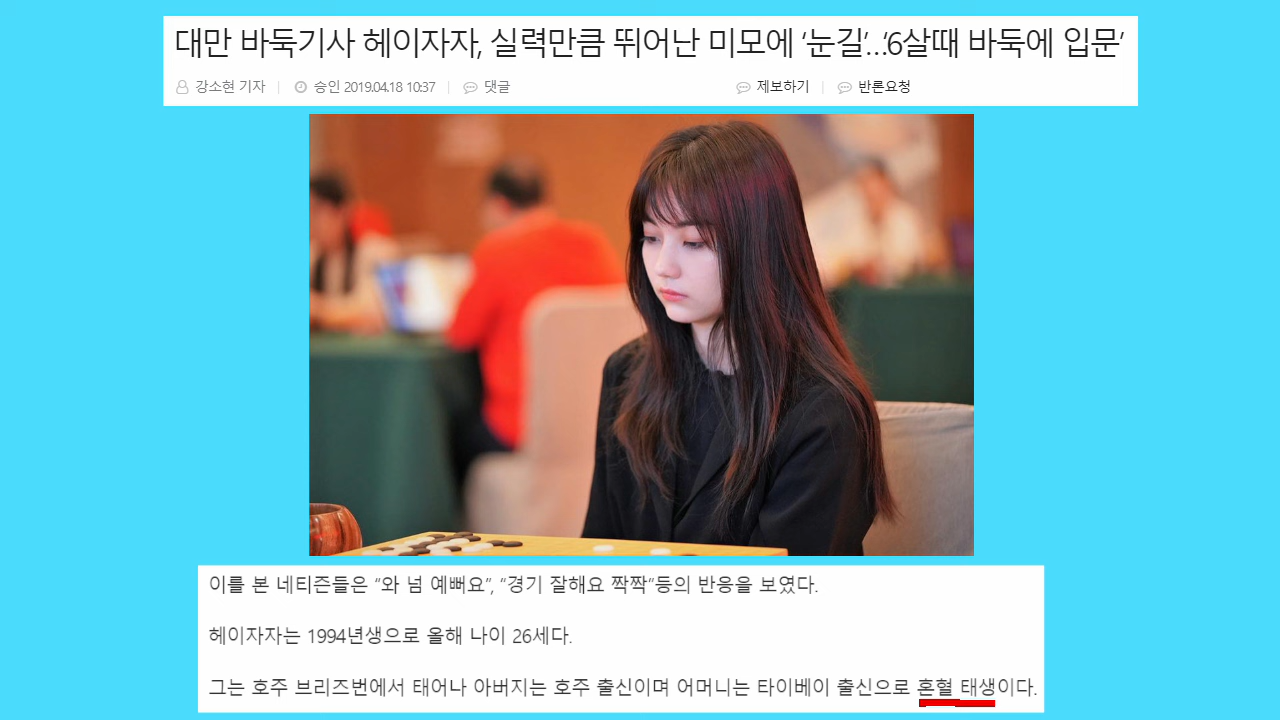 대만 바둑기사 헤이자자, 실력만큼 뛰어난 미모에 ‘눈길’…‘6살때 바둑에 입문’
강소현 기자 | 승인 2019.04.18 10:37 | 댓글 제보하기 | 반론요청
이를 본 네티즌들은 “와 넘 예뻐요”, “경기 잘해요 짝짝”등의 반응을 보였다.
헤이자자는 1994년생으로 올해 나이 26세다.
그는 호주 브리즈번에서 태어나 아버지는 호주 출신이며 어머니는 타이베이 출신으로 혼혈 태생이다.